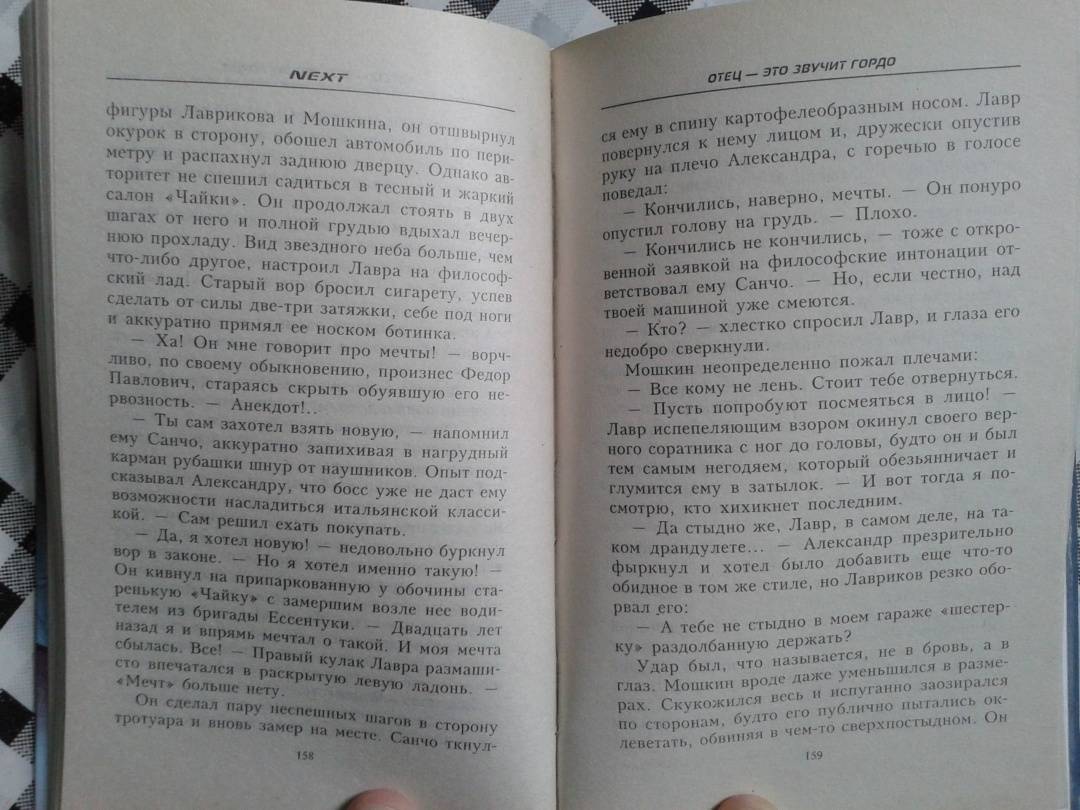 NEXT
фигуры Лаврикова и Мошкина, он отшвырнул
окурок в сторону, обошел автомобиль по пери-
метру и распахнул заднюю дверцу. Однако ав-
торитет не спешил садиться в тесный и жаркий
салон «Чайки». Он продолжал стоять в двух
шагах от него и полной грудью вдыхал вечер-
нюю прохладу. Вид звездного неба больше, чем
что-либо другое, настроил Лавра на философ-
ский лад. Старый вор бросил сигарету, успев
сделать от силы две-три затяжки, себе под ноги
и аккуратно примял ее носком ботинка.
— Ха! Он мне говорит про мечты! — ворч-
ливо, по своему обыкновению, произнес Федор
Павлович, стараясь скрыть обуявшую его не-
рвозность. — Анекдот!..
— Ты сам захотел взять новую, — напомнил
ему Санчо, аккуратно запихивая в нагрудный
карман рубашки шнур от наушников. Опыт под-
сказывал Александру, что босс уже не даст ему
возможности насладиться итальянской класси-
кой. — Сам решил ехать покупать.
— Да, я хотел новую! — недовольно буркнул
вор в законе. — Но я хотел именно такую! —
Он кивнул на припаркованную у обочины ста-
ренькую «Чайку» с замершим возле нее води-
телем из бригады Ессентуки. — Двадцать лет
назад я и впрямь мечтал о такой. И моя мечта
сбылась. Все! — Правый кулак Лавра размаши-
сто впечатался в раскрытую левую ладонь. —
«Мечт» больше нету.
Он сделал пару неспешных шагов в сторону
тротуара и вновь замер на месте. Санчо ткнул-
158
ОТЕЦ — ЭТО ЗВУЧИТ ГОРДО
ся ему в спину картофелеобразным носом. Лавр
повернулся к нему лицом и, дружески опустив
руку на плечо Александра, с горечью в голосе
поведал:
— Кончились, наверно, мечты. — Он понуро
опустил голову на грудь. — Плохо.
— Кончились не кончились, — тоже с откро-
венной заявкой на философские интонации от-
ветствовал ему Санчо. — Но, если честно, над
твоей машиной уже смеются.
— Кто? — хлестко спросил Лавр, и глаза его
недобро сверкнули.
Мошкин неопределенно пожал плечами:
— Все кому не лень. Стоит тебе отвернуться.
— Пусть попробуют посмеяться в лицо! —
Лавр испепеляющим взором окинул своего вер-
ного соратника с ног до головы, будто он и был
тем самым негодяем, который обезьянничает и
глумится ему в затылок. — И вот тогда я по-
смотрю, кто хихикнет последним.
— Да стыдно же, Лавр, в самом деле, на та-
ком драндулете... — Александр презрительно
фыркнул и хотел было добавить еще что-то
обидное в том же стиле, но Лавриков резко обо-
рвал его:
— А тебе не стыдно в моем гараже «шестер-
ку» раздолбанную держать?
Удар был, что называется, не в бровь, а в
глаз. Мошкин вроде даже уменьшился в разме-
рах. Скукожился весь и испуганно заозирался
по сторонам, будто его публично пытались ок-
леветать, обвиняя в чем-то сверхпостыдном. Он
159